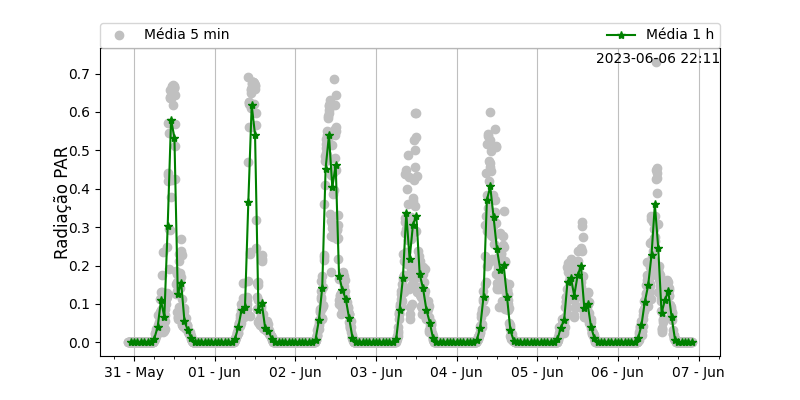 Média 5 min
Média 1 h
2023-06-06 22:11
Radiação PAR
0.7
0.6
0.5
0.4
0.3
0.2
0.1
0.0
31 - May
01 - Jun
02 - Jun
03 - Jun
04 - Jun
05 - Jun
06 - Jun
07 - Jun